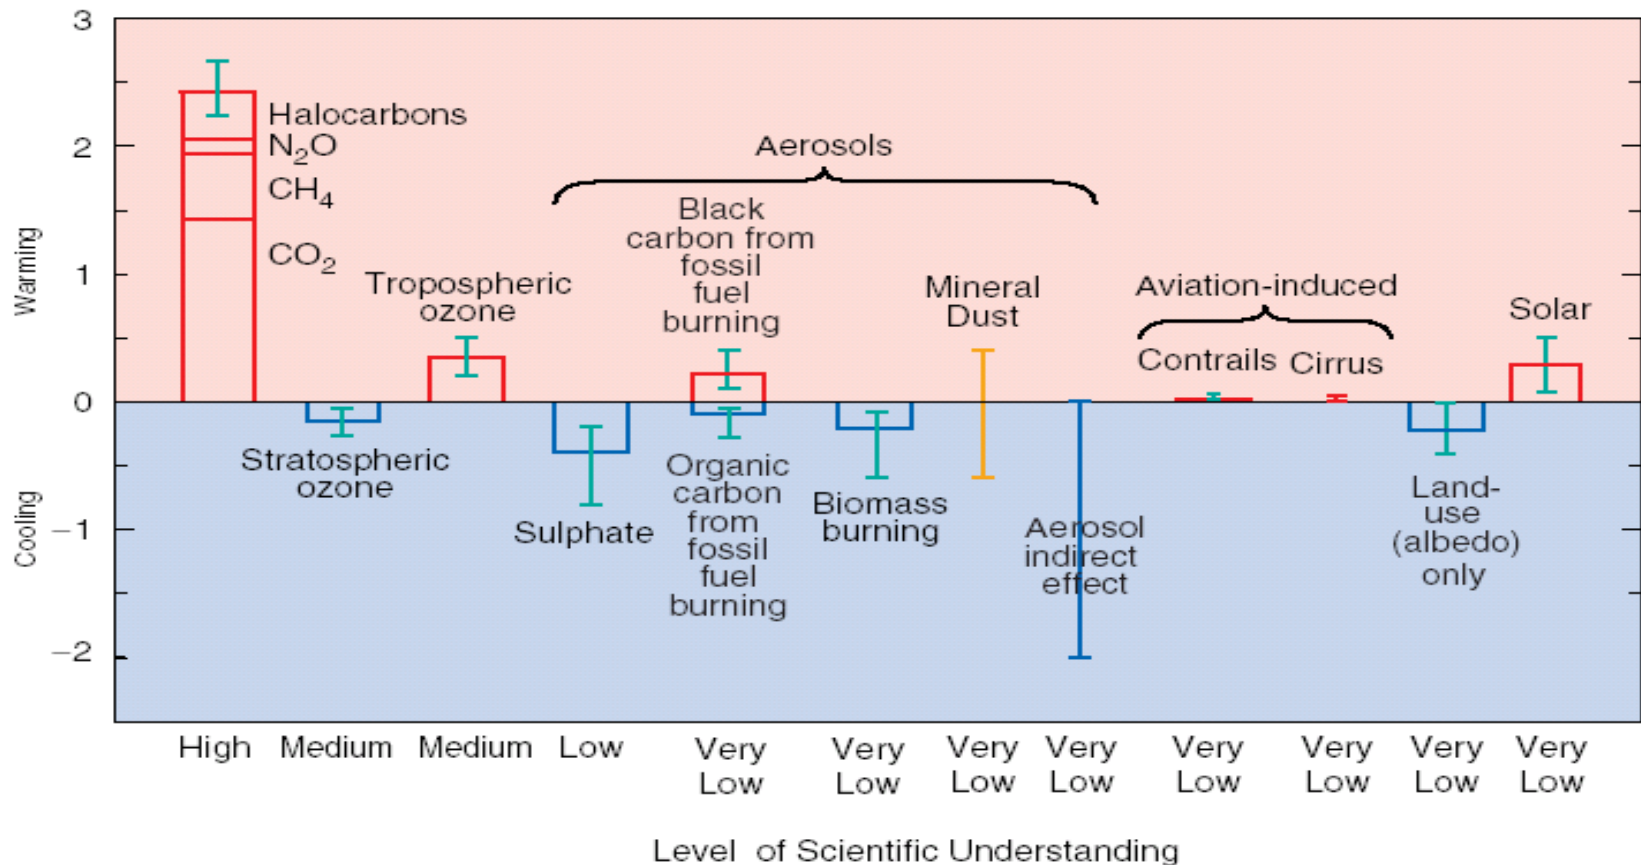 3
2
1
0
−1
−2
Warming
Cooling
Halocarbons
N₂O
CH₄
CO₂
Stratospheric
ozone
Tropospheric
ozone
Aerosols
Sulphate
Black
carbon from
fossil
fuel
burning
Organic
carbon
from
fossil
fuel
burning
Biomass
burning
Mineral
Dust
Aerosol
indirect
effect
Aviation-induced
Contrails
Cirrus
Land-
use
(albedo)
only
Solar
High
Medium
Medium
Low
Very
Low
Very
Low
Very
Low
Very
Low
Very
Low
Very
Low
Very
Low
Very
Low
Level of Scientific Understanding